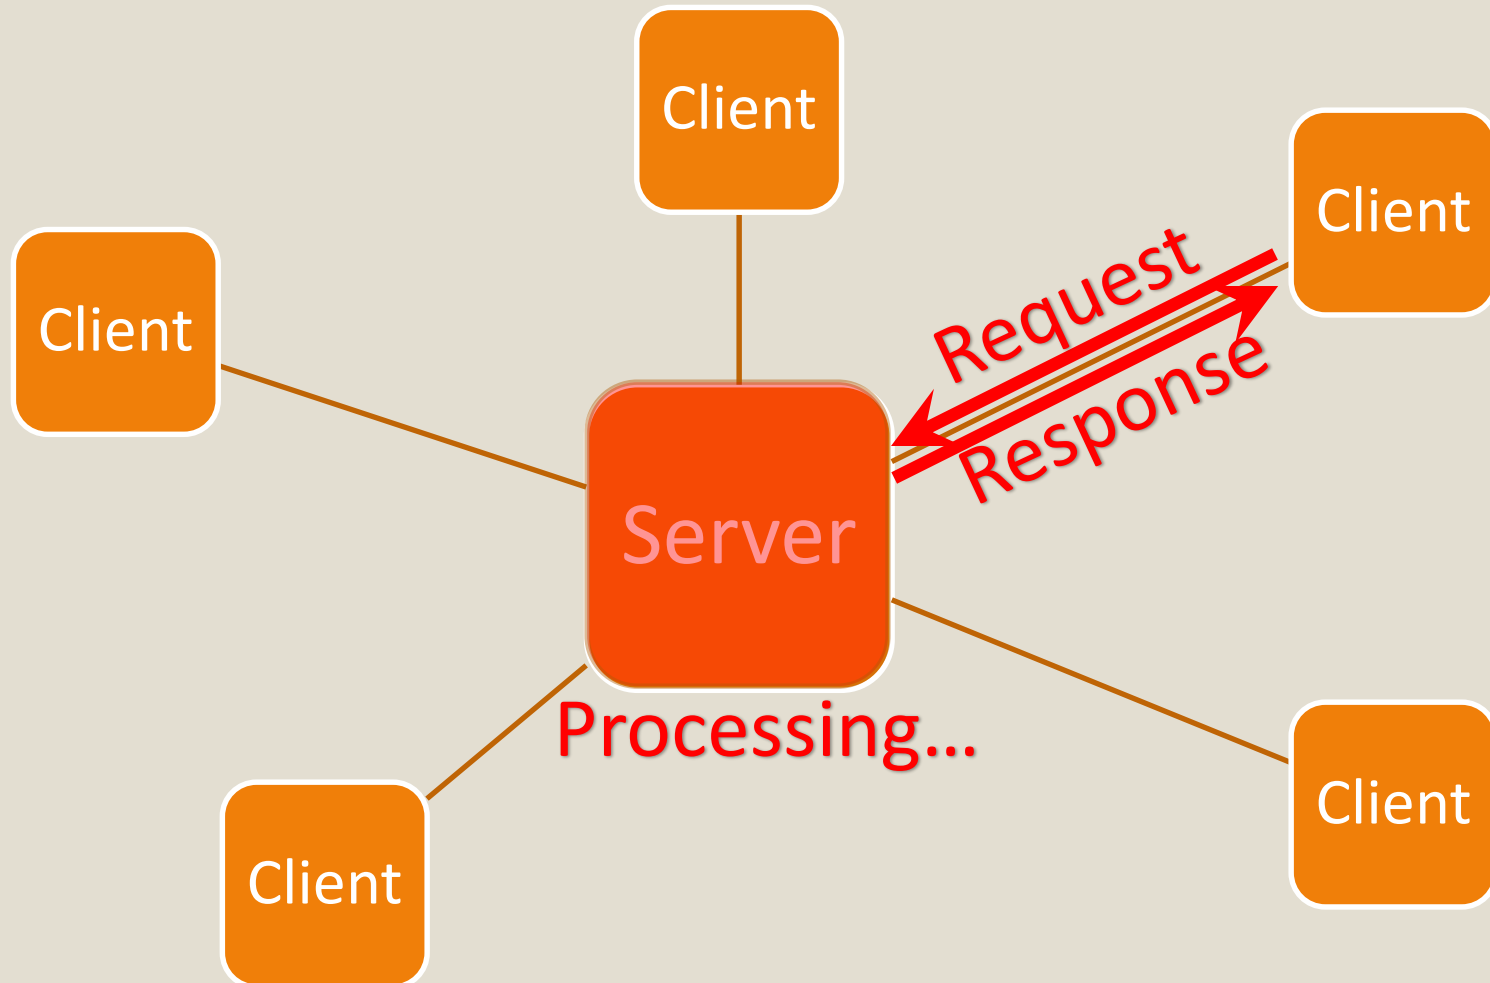 Client
Client
Client
Request
Response
Server
Processing...
Client
Client